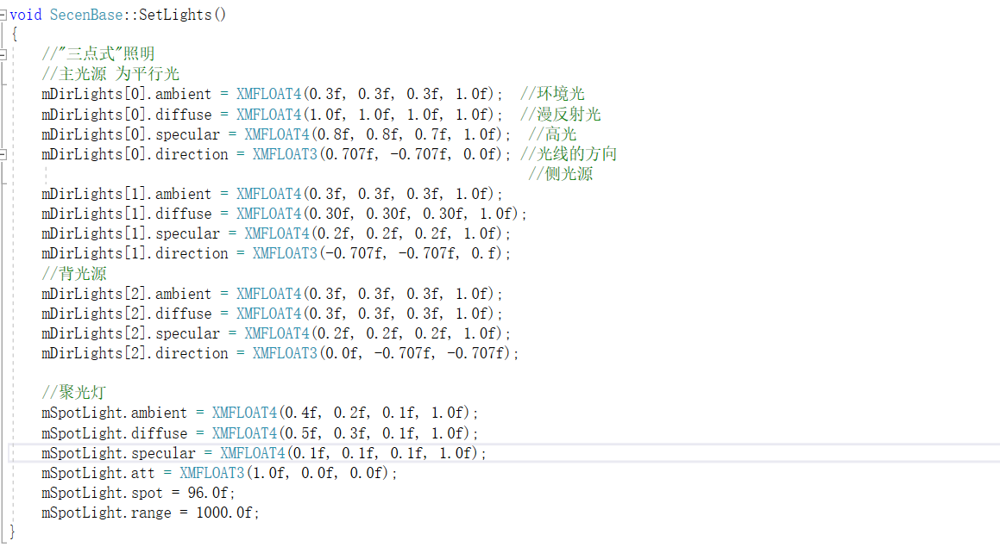 void SecenBase::SetLights()
{
//"三点式"照明
//主光源 为平行光
mDirLights[0].ambient = XMFLOAT4(0.3f, 0.3f, 0.3f, 1.0f); //环境光
mDirLights[0].diffuse = XMFLOAT4(1.0f, 1.0f, 1.0f, 1.0f); //漫反射光
mDirLights[0].specular = XMFLOAT4(0.8f, 0.8f, 0.7f, 1.0f); //高光
mDirLights[0].direction = XMFLOAT3(0.707f, -0.707f, 0.0f); //光线的方向
//侧光源
mDirLights[1].ambient = XMFLOAT4(0.3f, 0.3f, 0.3f, 1.0f);
mDirLights[1].diffuse = XMFLOAT4(0.30f, 0.30f, 0.30f, 1.0f);
mDirLights[1].specular = XMFLOAT4(0.2f, 0.2f, 0.2f, 1.0f);
mDirLights[1].direction = XMFLOAT3(-0.707f, -0.707f, 0.f);
//背光源
mDirLights[2].ambient = XMFLOAT4(0.3f, 0.3f, 0.3f, 1.0f);
mDirLights[2].diffuse = XMFLOAT4(0.3f, 0.3f, 0.3f, 1.0f);
mDirLights[2].specular = XMFLOAT4(0.2f, 0.2f, 0.2f, 1.0f);
mDirLights[2].direction = XMFLOAT3(0.0f, -0.707f, -0.707f);
//聚光灯
mSpotLight.ambient = XMFLOAT4(0.4f, 0.2f, 0.1f, 1.0f);
mSpotLight.diffuse = XMFLOAT4(0.5f, 0.3f, 0.1f, 1.0f);
mSpotLight.specular = XMFLOAT4(0.1f, 0.1f, 0.1f, 1.0f);
mSpotLight.att = XMFLOAT3(1.0f, 0.0f, 0.0f);
mSpotLight.spot = 96.0f;
mSpotLight.range = 1000.0f;
}